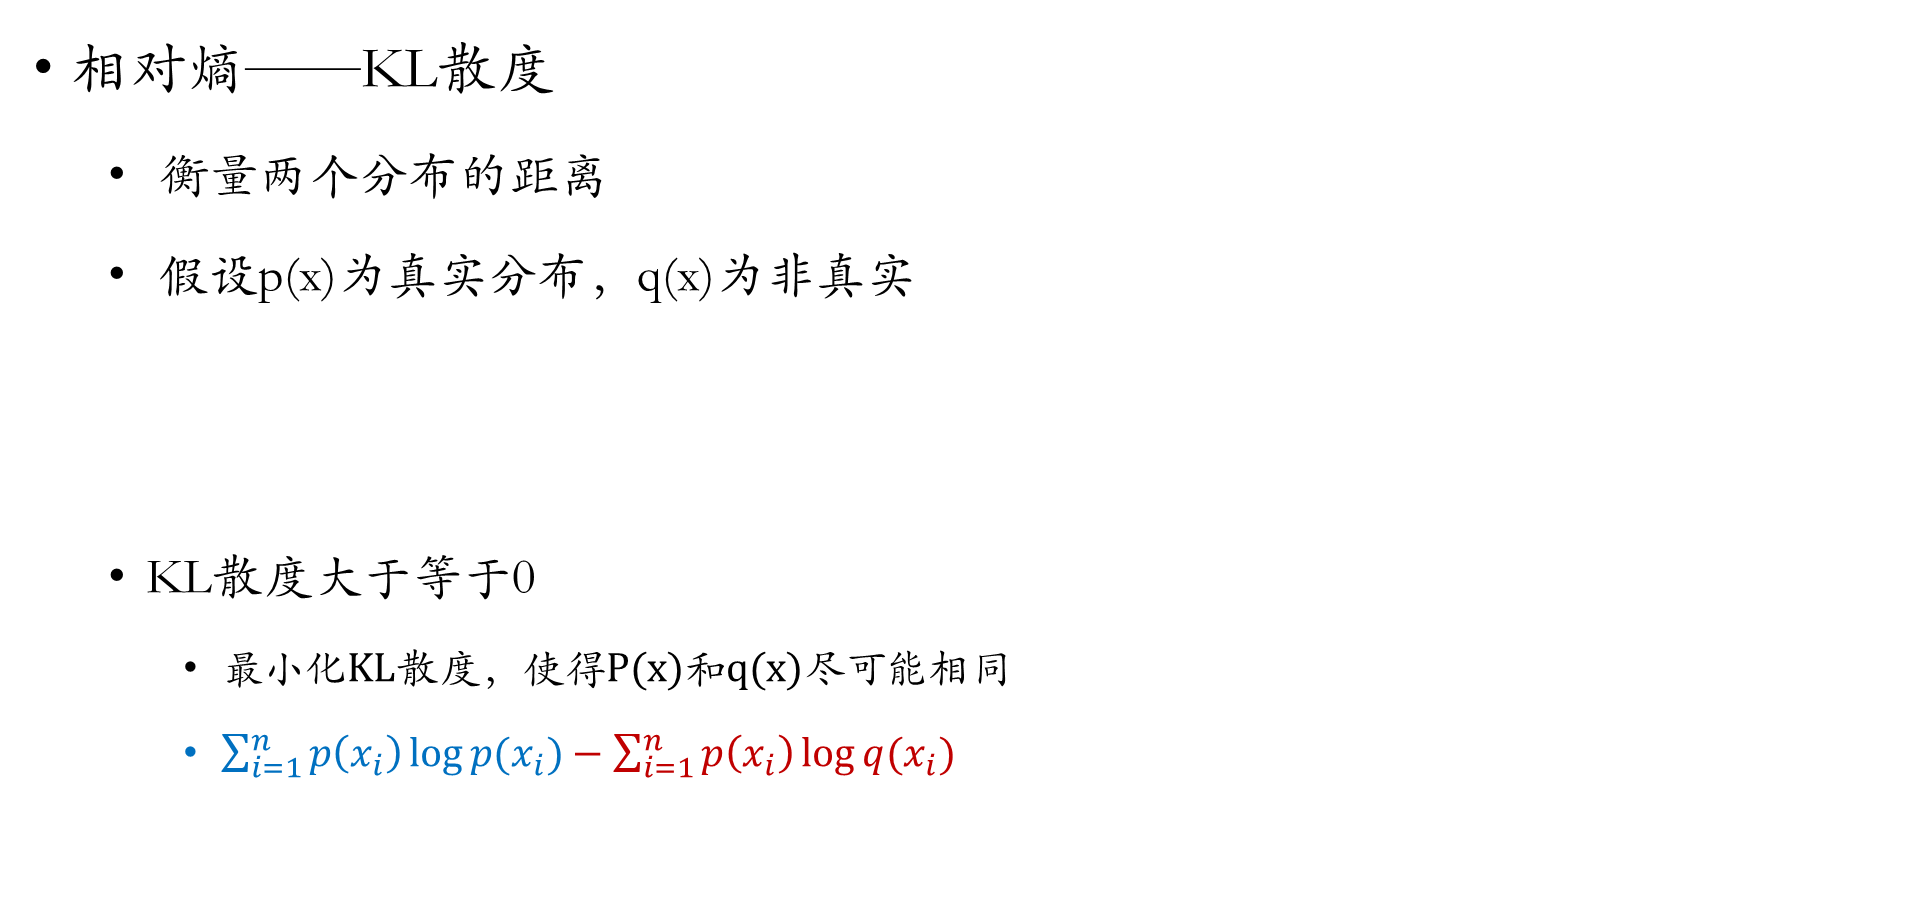 • 相对熵——KL散度
• 衡量两个分布的距离
• 假设p(x)为真实分布，q(x)为非真实
• KL散度大于等于0
• 最小化KL散度，使得P(x)和q(x)尽可能相同
• ∑ⁿᵢ₌₁ p(xᵢ) log p(xᵢ) − ∑ⁿᵢ₌₁ p(xᵢ) log q(xᵢ)